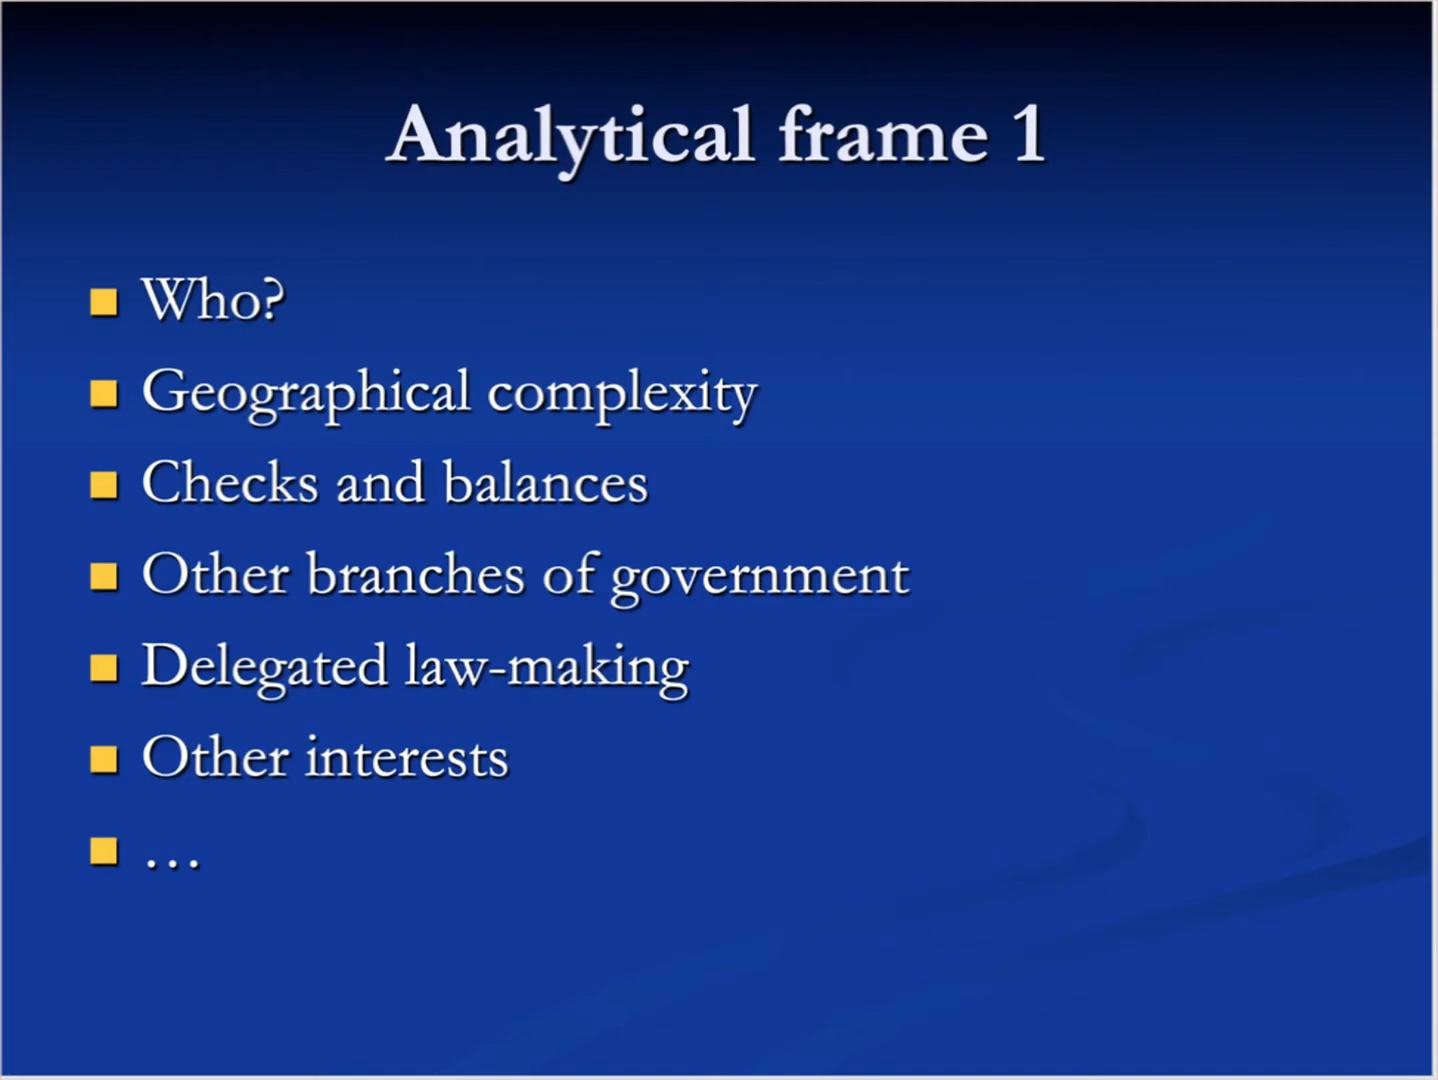 Analytical frame 1
Who?
Geographical complexity
Checks and balances
Other branches of government
Delegated law-making
Other interests
…